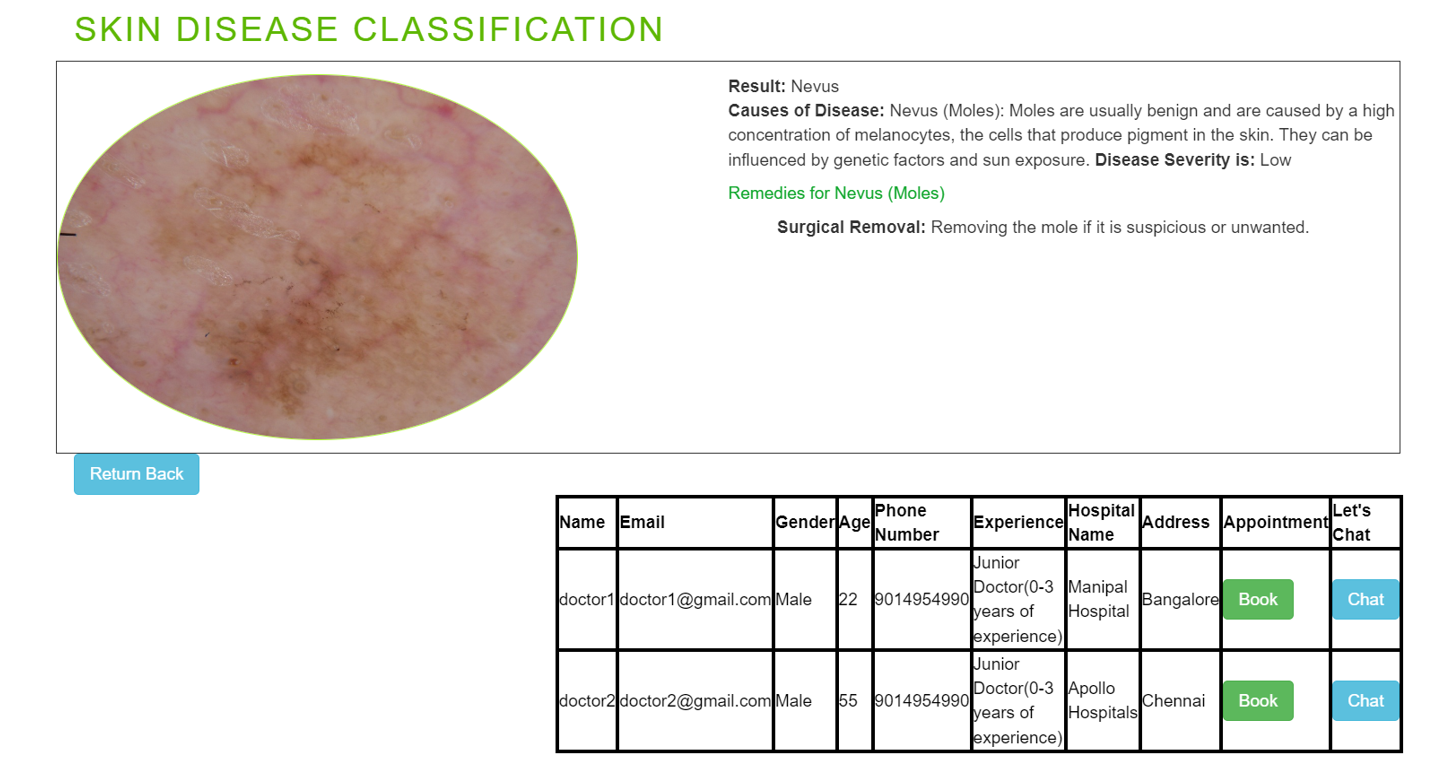 SKIN DISEASE CLASSIFICATION
Result: Nevus
Causes of Disease: Nevus (Moles): Moles are usually benign and are caused by a high
concentration of melanocytes, the cells that produce pigment in the skin. They can be
influenced by genetic factors and sun exposure. Disease Severity is: Low
Remedies for Nevus (Moles)
Surgical Removal: Removing the mole if it is suspicious or unwanted.
Return Back
Name Email Gender Age Phone Number Experience Hospital Name Address Appointment Let's Chat
doctor1 doctor1@gmail.com Male 22 9014954990 Junior Doctor(0-3 years of experience) Manipal Hospital Bangalore Book Chat
doctor2 doctor2@gmail.com Male 55 9014954990 Junior Doctor(0-3 years of experience) Apollo Hospitals Chennai Book Chat